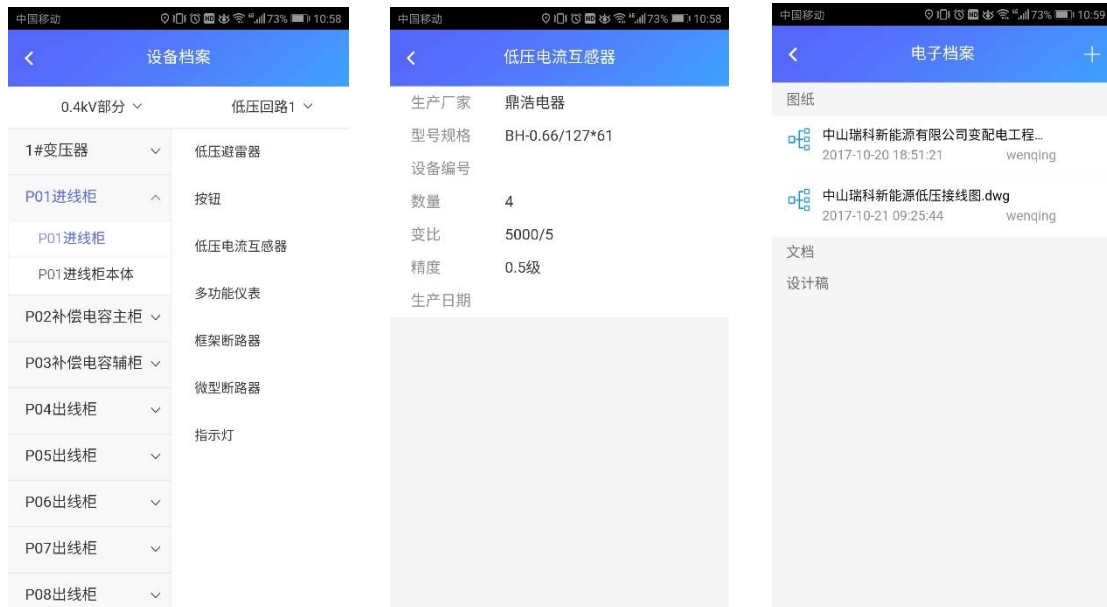 中国移动 HD 46 73% 10:58
设备档案
0.4kV部分 低压回路1
1#变压器
P01进线柜
P01进线柜
P01进线柜本体
P02补偿电容主柜
P03补偿电容辅柜
P04出线柜
P05出线柜
P06出线柜
P07出线柜
P08出线柜
低压避雷器
按钮
低压电流互感器
多功能仪表
框架断路器
微型断路器
指示灯
中国移动 HD 46 73% 10:58
低压电流互感器
生产厂家 鼎浩电器
型号规格 BH-0.66/127*61
设备编号
数量 4
变比 5000/5
精度 0.5级
生产日期
中国移动 HD 46 73% 10:59
电子档案
图纸
中山瑞科新能源有限公司变配电工程...
2017-10-20 18:51:21 wenqing
中山瑞科新能源低压接线图.dwg
2017-10-21 09:25:44 wenqing
文档
设计稿